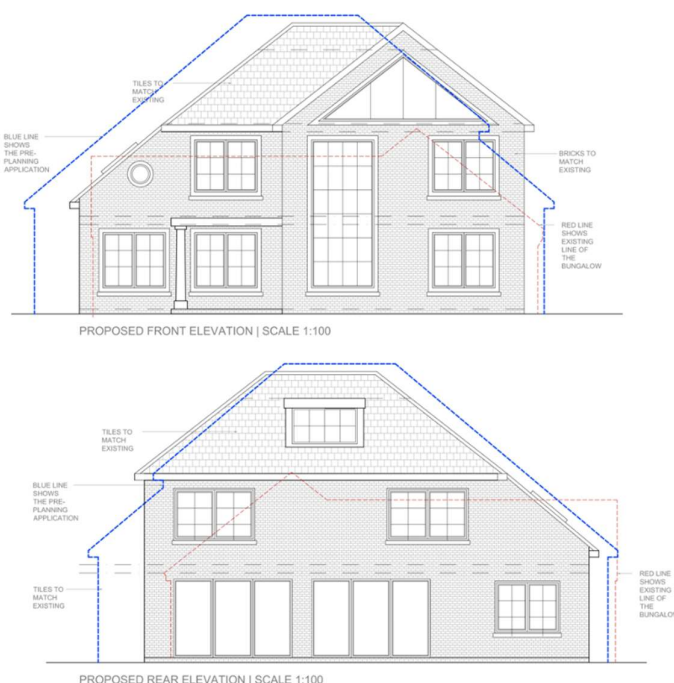 TILES TO
MATCH
EXISTING
BLUE LINE
SHOWS
THE PRE-
PLANNING
APPLICATION
BRICKS TO
MATCH
EXISTING
RED LINE
SHOWS
EXISTING
LINE OF
THE
BUNGALOW
PROPOSED FRONT ELEVATION | SCALE 1:100
TILES TO
MATCH
EXISTING
BLUE LINE
SHOWS
THE PRE-
PLANNING
APPLICATION
TILES TO
MATCH
EXISTING
RED LINE
SHOWS
EXISTING
LINE OF
THE
BUNGALOW
PROPOSED REAR ELEVATION | SCALE 1:100